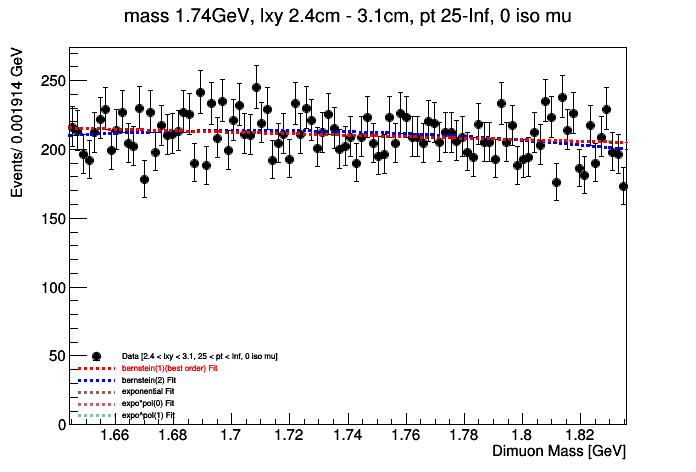 mass 1.74GeV, lxy 2.4cm - 3.1cm, pt 25-Inf, 0 iso mu
Events/ 0.001914 GeV
250
200
150
100
50
0
Data [2.4 < lxy < 3.1, 25 < pt < Inf, 0 iso mu]
bernstein(1)(best order) Fit
bernstein(2) Fit
exponential Fit
expo*pol(0) Fit
expo*pol(1) Fit
1.66 1.68 1.7 1.72 1.74 1.76 1.78 1.8 1.82
Dimuon Mass [GeV]